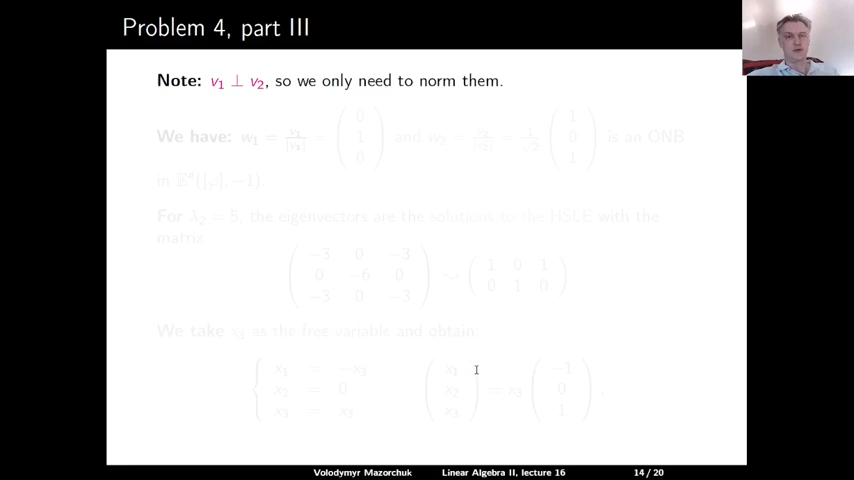 Problem 4, part III
Note: v₁ ⊥ v₂, so we only need to norm them.
We have: w₁ = v₁/|v₁| = ( 0 1 0 ) and w₂ = v₂/|v₂| = 1/√2 ( 1 0 1 ) is an ONB
For λ₂ = 5, the eigenvectors are the solutions to the HSLE with the
matrix
( −3 0 −3
0 −6 0
−3 0 −3 ) ⇝ ( 1 0 1
0 1 0 )
We take x₃ as the free variable and obtain:
{ x₁ = −x₃
x₂ = 0
x₃ = x₃
( x₁ x₂ x₃ ) = x₃ ( −1 0 1 ) .
Volodymyr Mazorchuk Linear Algebra II, lecture 16 14 / 20